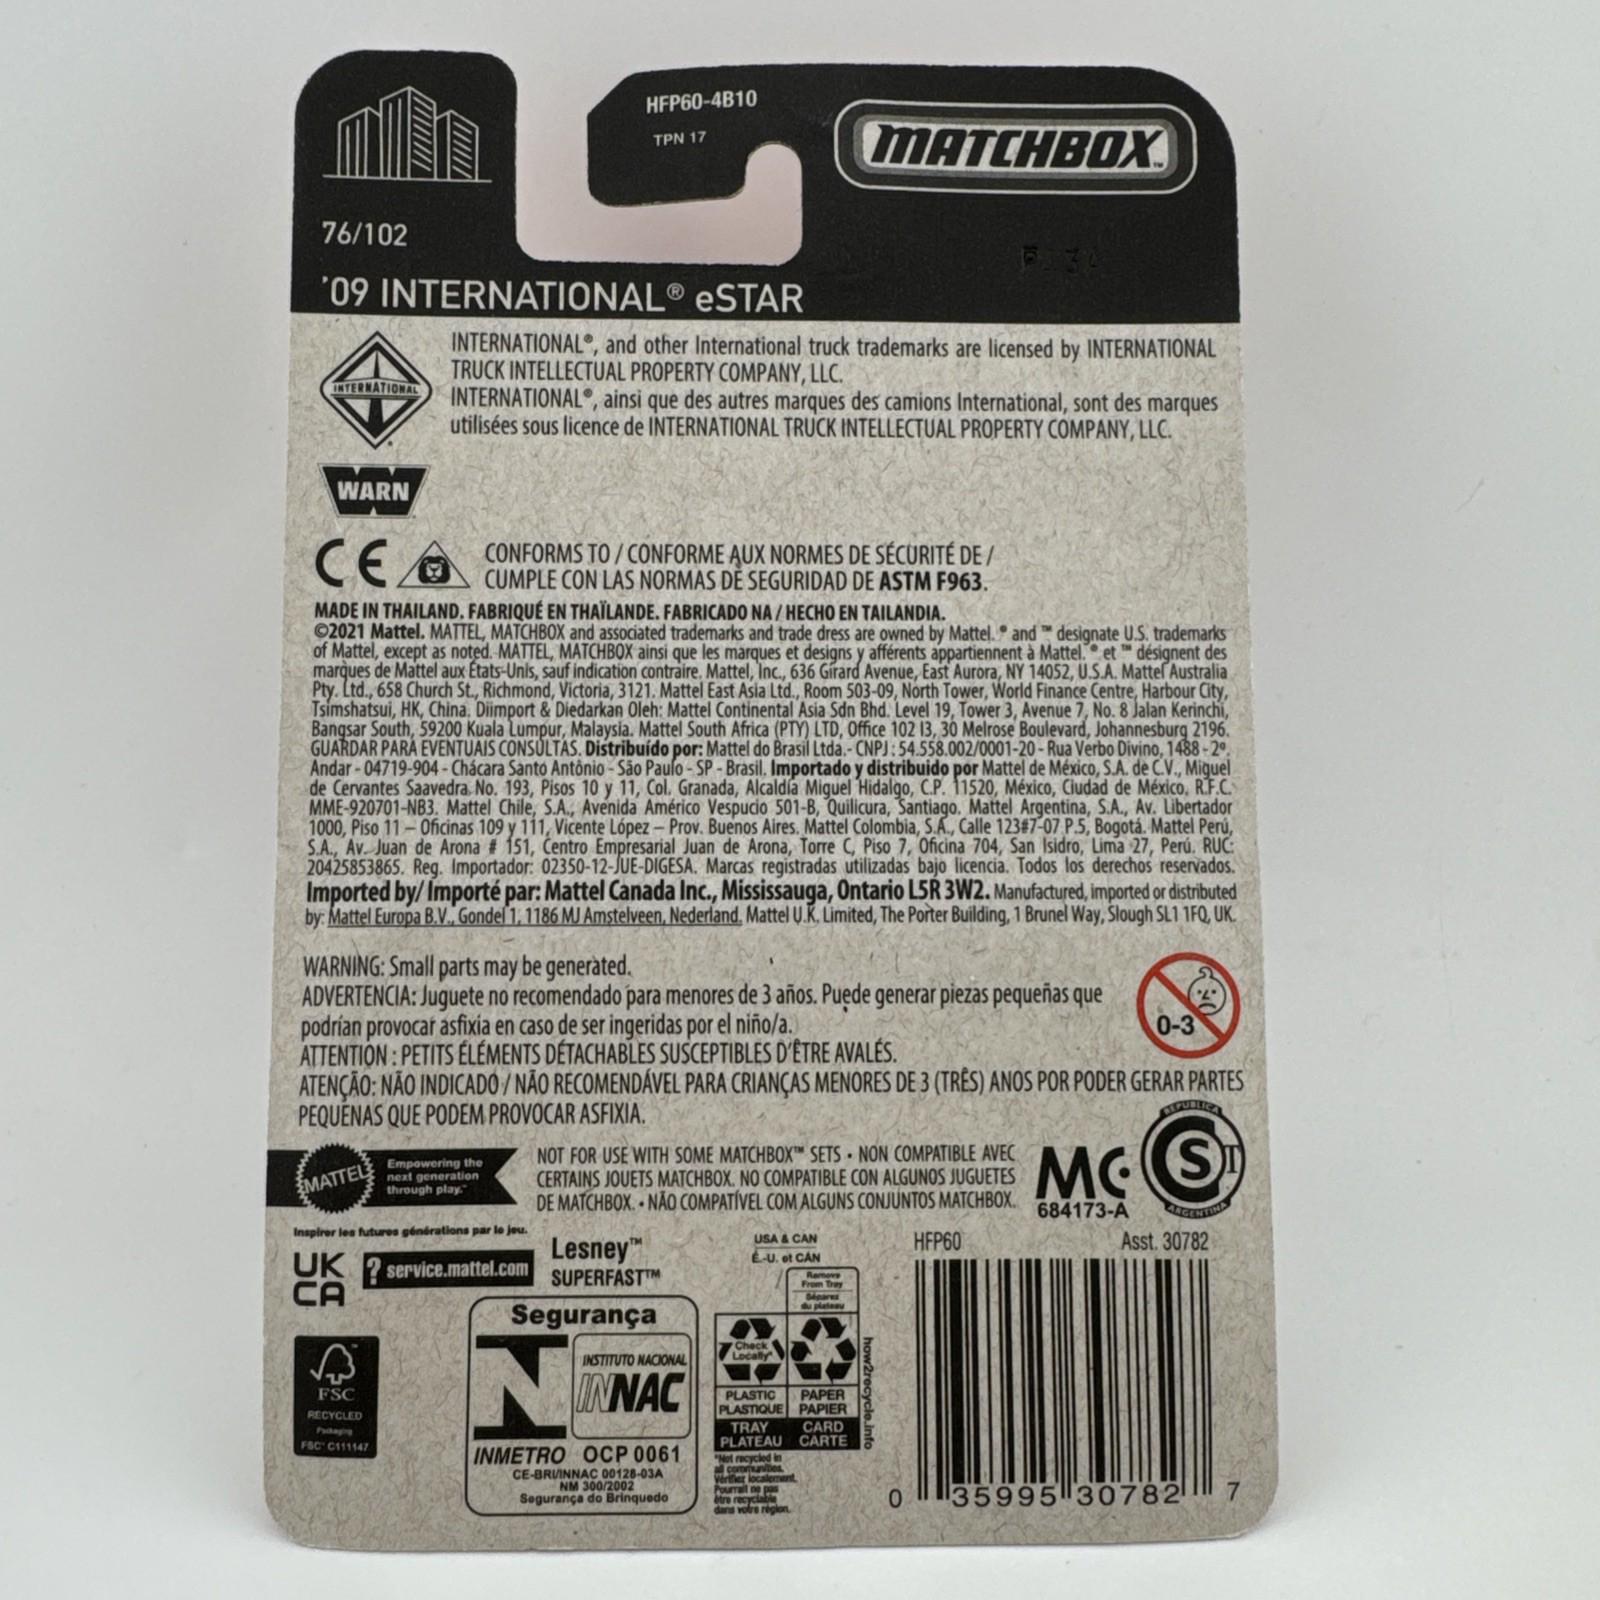 HFP60-4B10
TPN 17
MATCHBOX™
76/102
'09 INTERNATIONAL® eSTAR
INTERNATIONAL®, and other International truck trademarks are licensed by INTERNATIONAL
TRUCK INTELLECTUAL PROPERTY COMPANY, LLC.
INTERNATIONAL®, ainsi que des autres marques des camions International, sont des marques
utilisées sous licence de INTERNATIONAL TRUCK INTELLECTUAL PROPERTY COMPANY, LLC.
INTERNATIONAL®
WARN
CE
CONFORMS TO / CONFORME AUX NORMES DE SÉCURITÉ DE /
CUMPLE CON LAS NORMAS DE SEGURIDAD DE ASTM F963.
MADE IN THAILAND. FABRIQUÉ EN THAÏLANDE. FABRICADO NA / HECHO EN TAILANDIA.
©2021 Mattel. MATTEL, MATCHBOX and associated trademarks and trade dress are owned by Mattel. ® and ™ designate U.S. trademarks
of Mattel, except as noted. MATTEL, MATCHBOX ainsi que les marques et designs y afférents appartiennent à Mattel. ® et ™ désignent des
marques de Mattel aux États-Unis, sauf indication contraire. Mattel, Inc., 636 Girard Avenue, East Aurora, NY 14052, U.S.A. Mattel Australia
Pty. Ltd., 658 Church St., Richmond, Victoria, 3121. Mattel East Asia Ltd., Room 503-09, North Tower, World Finance Centre, Harbour City,
Tsimshatsui, HK, China. Diimport & Diedarkan Oleh: Mattel Continental Asia Sdn Bhd. Level 19, Tower 3, Avenue 7, No. 8 Jalan Kerinchi,
Bangsar South, 59200 Kuala Lumpur, Malaysia. Mattel South Africa (PTY) LTD, Office 102 I3, 30 Melrose Boulevard, Johannesburg 2196.
GUARDAR PARA EVENTUAIS CONSULTAS. Distribuído por: Mattel do Brasil Ltda.- CNPJ : 54.558.002/0001-20 - Rua Verbo Divino, 1488 - 2º.
Andar - 04719-904 - Chácara Santo Antônio - São Paulo - SP - Brasil. Importado y distribuido por Mattel de México, S.A. de C.V., Miguel
de Cervantes Saavedra No. 193, Pisos 10 y 11, Col. Granada, Alcaldía Miguel Hidalgo, C.P. 11520, México, Ciudad de México. R.F.C.
MME-920701-NB3. Mattel Chile, S.A., Avenida Américo Vespucio 501-B, Quilicura, Santiago. Mattel Argentina, S.A., Av. Libertador
1000, Piso 11 – Oficinas 109 y 111, Vicente López – Prov. Buenos Aires. Mattel Colombia, S.A., Calle 123#7-07 P.5, Bogotá. Mattel Perú,
S.A., Av. Juan de Arona # 151, Centro Empresarial Juan de Arona, Torre C, Piso 7, Oficina 704, San Isidro, Lima 27, Perú. RUC:
20425853865. Reg. Importador: 02350-12-JUE-DIGESA. Marcas registradas utilizadas bajo licencia. Todos los derechos reservados.
Imported by/ Importé par: Mattel Canada Inc., Mississauga, Ontario L5R 3W2. Manufactured, imported or distributed
by: Mattel Europa B.V., Gondel 1, 1186 MJ Amstelveen, Nederland. Mattel U.K. Limited, The Porter Building, 1 Brunel Way, Slough SL1 1FQ, UK.
WARNING: Small parts may be generated.
ADVERTENCIA: Juguete no recomendado para menores de 3 años. Puede generar piezas pequeñas que
podrían provocar asfixia en caso de ser ingeridas por el niño/a.
ATTENTION : PETITS ÉLÉMENTS DÉTACHABLES SUSCEPTIBLES D'ÊTRE AVALÉS.
ATENÇÃO: NÃO INDICADO / NÃO RECOMENDÁVEL PARA CRIANÇAS MENORES DE 3 (TRÊS) ANOS POR PODER GERAR PARTES
PEQUENAS QUE PODEM PROVOCAR ASFIXIA.
0-3
MATTEL
Empowering the
next generation
through play.™
Inspirer les futures générations par le jeu.
NOT FOR USE WITH SOME MATCHBOX™ SETS • NON COMPATIBLE AVEC
CERTAINS JOUETS MATCHBOX. NO COMPATIBLE CON ALGUNOS JUGUETES
DE MATCHBOX. • NÃO COMPATÍVEL COM ALGUNS CONJUNTOS MATCHBOX.
MC
684173-A
REPUBLICA
CST
ARGENTINA
UK
CA
? service.mattel.com
Lesney™
SUPERFAST™
FSC
RECYCLED
Packaging
FSC® C111147
Segurança
INSTITUTO NACIONAL
INNAC
INMETRO OCP 0061
CE-BRI/INNAC 00128-03A
NM 300/2002
Segurança do Brinquedo
USA & CAN
É.-U. et CAN
Remove
From Tray
Séparez
du plateau
Check
Locally*
PLASTIC
PLASTIQUE
TRAY
PLATEAU
PAPER
PAPIER
CARD
CARTE
how2recycle.info
*Not recycled in
all communities.
Vérifiez localement.
Pourrait ne pas
être recyclable
dans votre région.
HFP60
Asst. 30782
0 35995 30782 7